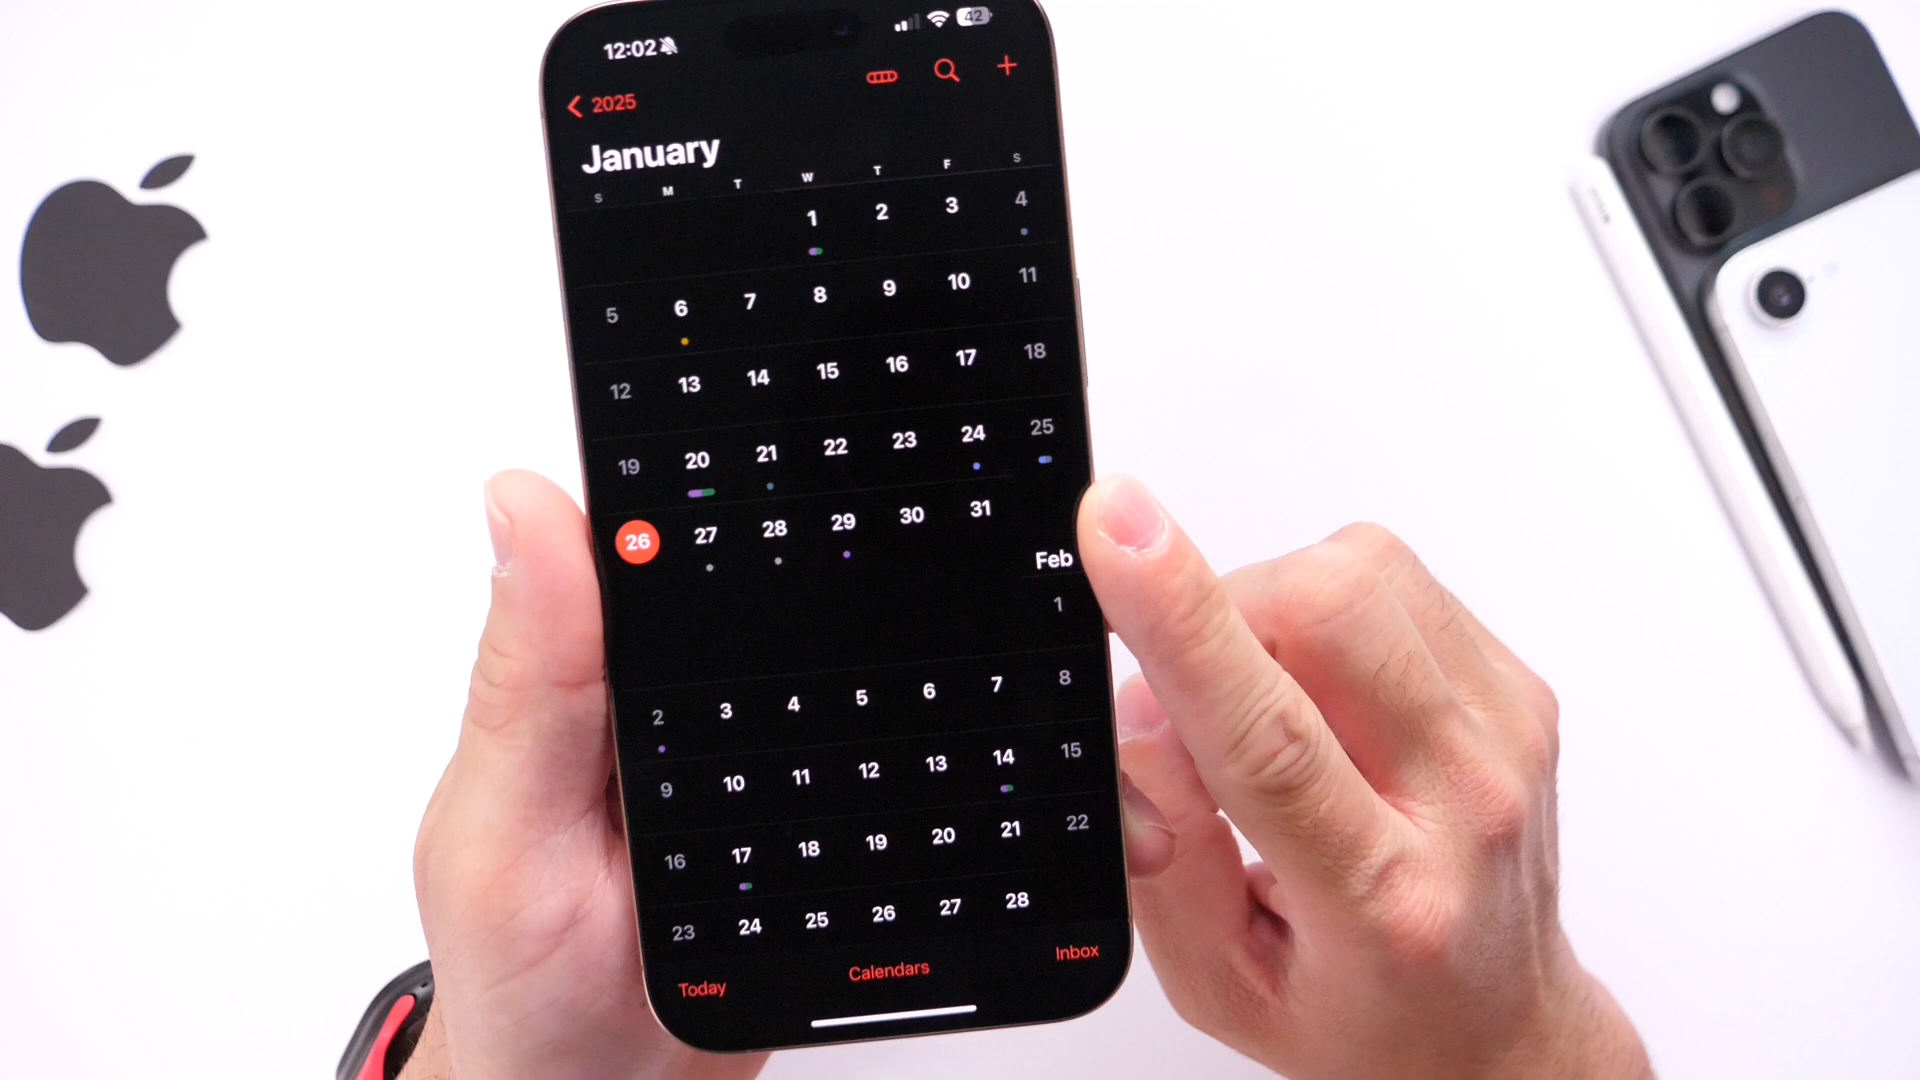 12:02
42
2025
January
S M T W T F S
1 2 3 4
5 6 7 8 9 10 11
12 13 14 15 16 17 18
19 20 21 22 23 24 25
26 27 28 29 30 31
Feb
1
2 3 4 5 6 7 8
9 10 11 12 13 14 15
16 17 18 19 20 21 22
23 24 25 26 27 28
Today Calendars Inbox